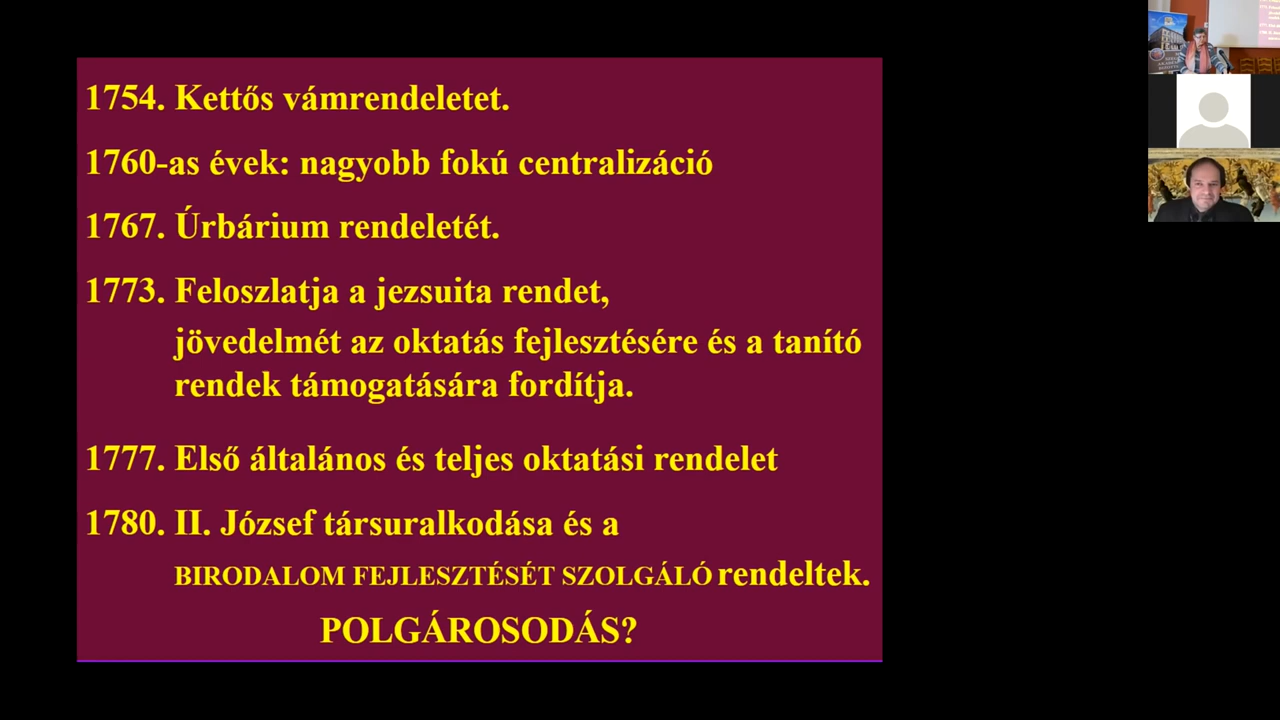 1754. Kettős vámrendeletet.
1760-as évek: nagyobb fokú centralizáció
1767. Úrbárium rendeletét.
1773. Feloszlatja a jezsuita rendet,
jövedelmét az oktatás fejlesztésére és a tanító
rendek támogatására fordítja.
1777. Első általános és teljes oktatási rendelet
1780. II. József társuralkodása és a
BIRODALOM FEJLESZTÉSÉT SZOLGÁLÓ rendeltek.
POLGÁROSODÁS?